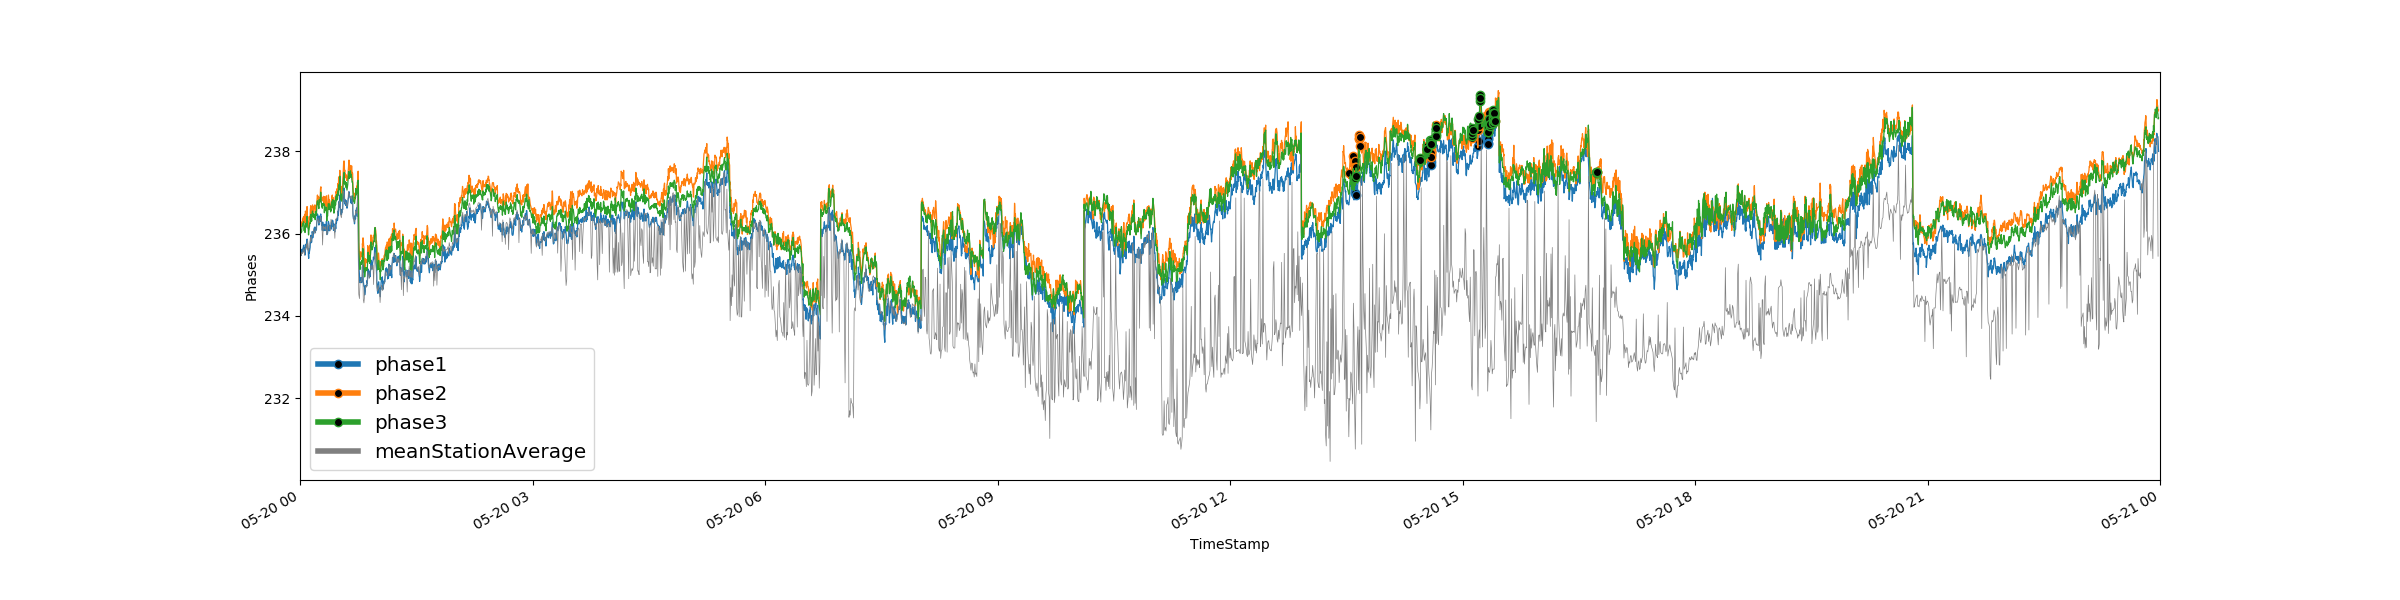 238
236
234
232
Phases
phase1
phase2
phase3
meanStationAverage
05-20 00
05-20 03
05-20 06
05-20 09
05-20 12
05-20 15
05-20 18
05-20 21
05-21 00
TimeStamp